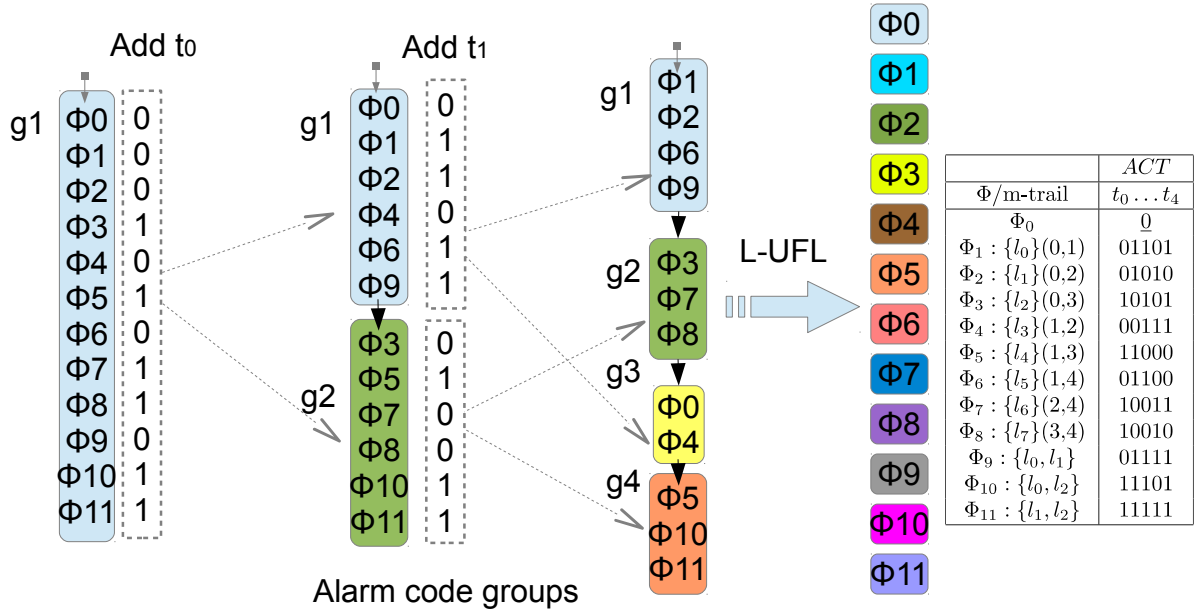 Add t0
g1
Φ0 0
Φ1 0
Φ2 0
Φ3 1
Φ4 0
Φ5 1
Φ6 0
Φ7 1
Φ8 1
Φ9 0
Φ10 1
Φ11 1
Add t1
g1
Φ0 0
Φ1 1
Φ2 1
Φ4 0
Φ6 1
Φ9 1
g2
Φ3 0
Φ5 1
Φ7 0
Φ8 0
Φ10 1
Φ11 1
Alarm code groups
g1
Φ1
Φ2
Φ6
Φ9
g2
Φ3
Φ7
Φ8
g3
Φ0
Φ4
g4
Φ5
Φ10
Φ11
L-UFL
Φ0
Φ1
Φ2
Φ3
Φ4
Φ5
Φ6
Φ7
Φ8
Φ9
Φ10
Φ11
ACT
Φ/m-trail t0 … t4
Φ0 0
Φ1 : {l0}(0,1) 01101
Φ2 : {l1}(0,2) 01010
Φ3 : {l2}(0,3) 10101
Φ4 : {l3}(1,2) 00111
Φ5 : {l4}(1,3) 11000
Φ6 : {l5}(1,4) 01100
Φ7 : {l6}(2,4) 10011
Φ8 : {l7}(3,4) 10010
Φ9 : {l0, l1} 01111
Φ10 : {l0, l2} 11101
Φ11 : {l1, l2} 11111